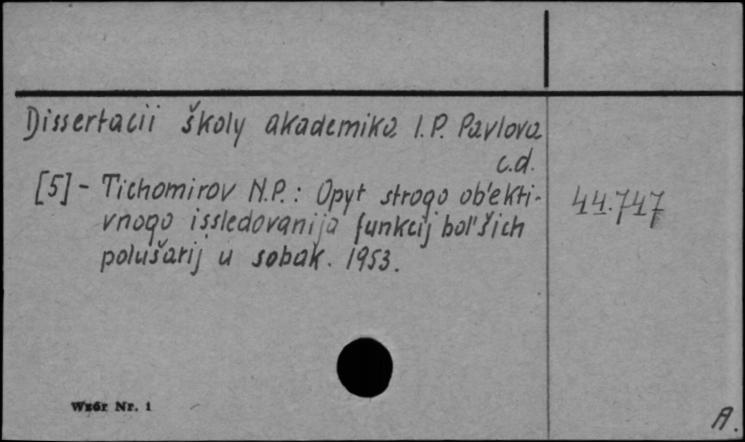 Dissertacii školy akademika I.P. Pavlova
c.d.
[5] - Tichomirov N.P.: Opyt strogo ob'ekti-
vnogo issledovanija funkcij bol'šich
polušarij u sobak. 1953.
44.747
Wzór Nr. 1
A.